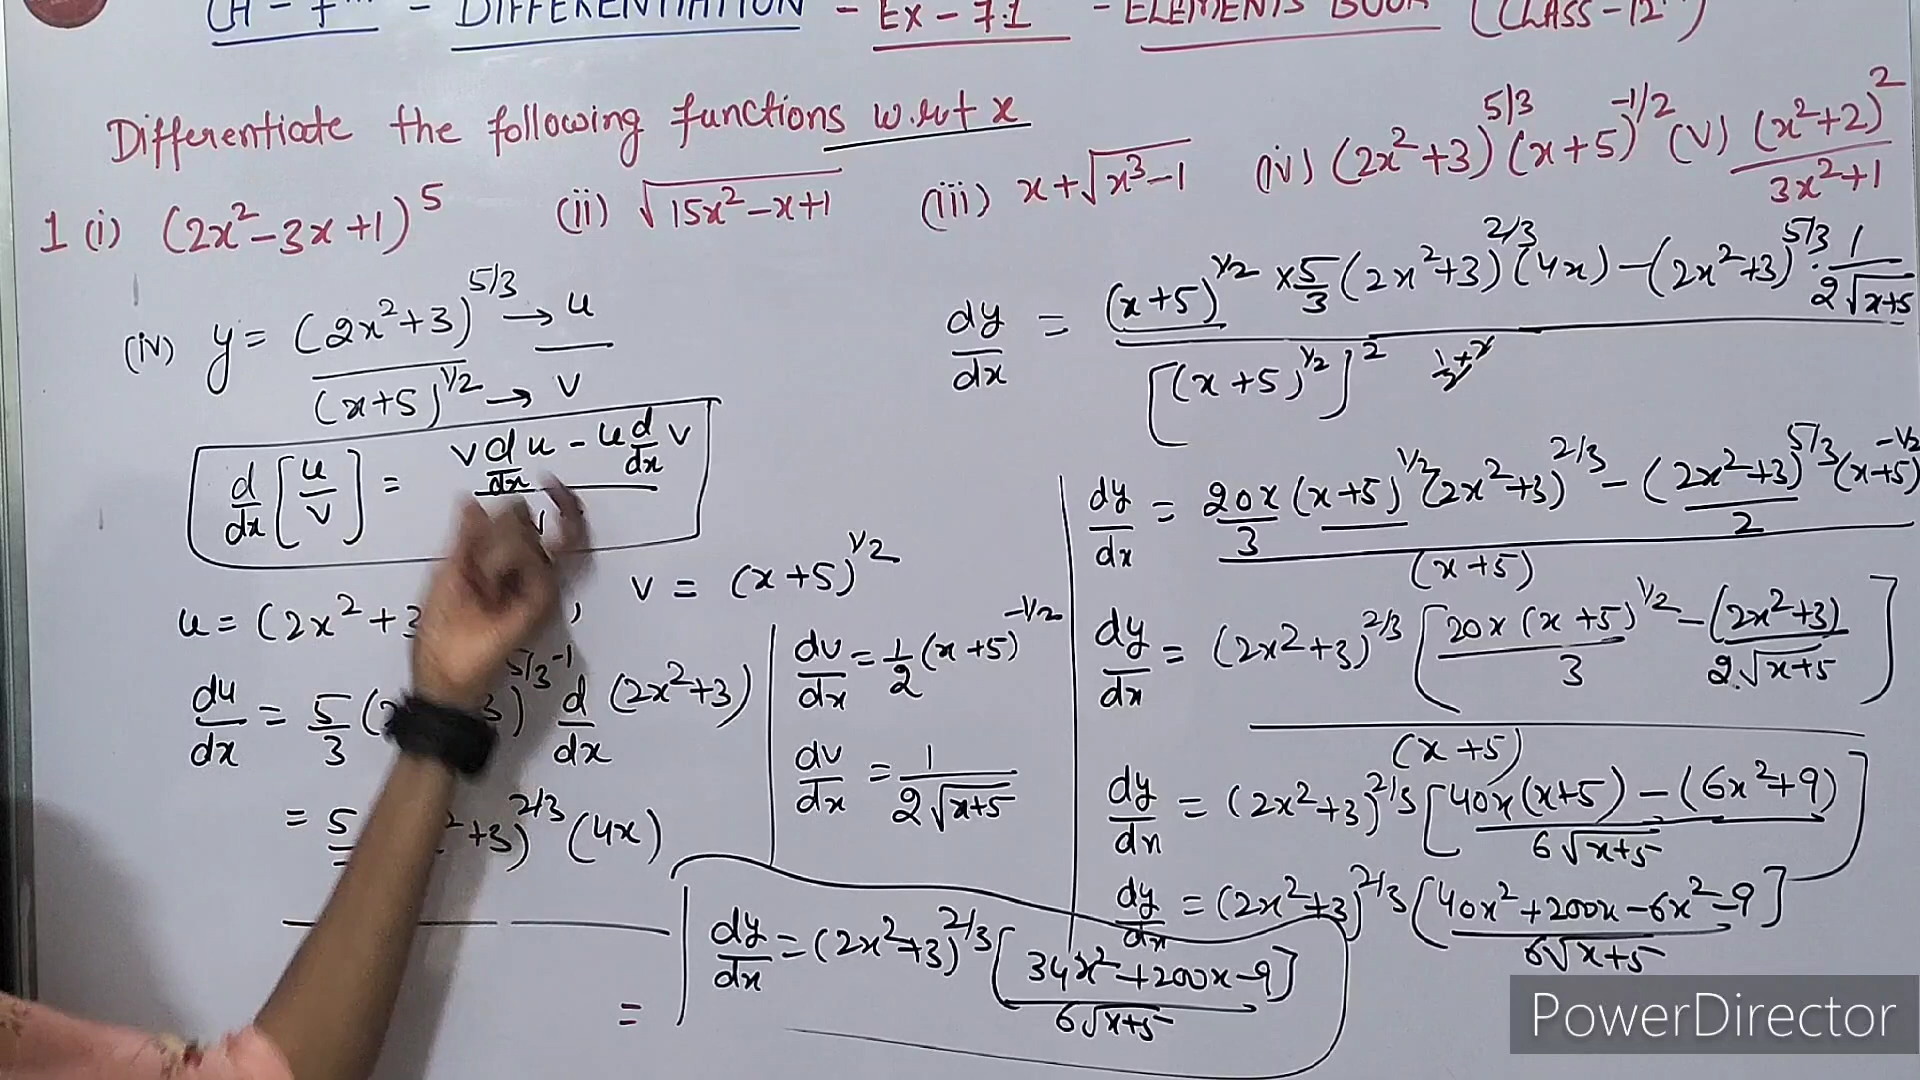 CH - 7th - DIFFERENTIATION - Ex - 7.1 - ELEMENTS BOOK (CLASS-12th)
Differentiate the following functions w.r.t x
1 (i) (2x²-3x+1)⁵ (ii) √(15x²-x+1) (iii) x+√(x³-1) (iv) (2x²+3)^5/3 (x+5)^-1/2 (v) (x²+2)²/3x²+1
(iv) y = (2x²+3)^5/3 → u / (x+5)^1/2 → v
d/dx [u/v] = v d/dx u - u d/dx v / v
u = (2x²+3 , v = (x+5)^1/2
du/dx = 5/3 (2 3)^5/3-1 d/dx (2x²+3)
= 5 ²+3)^2/3 (4x)
dv/dx = 1/2 (x+5)^-1/2
dv/dx = 1/2√(x+5)
dy/dx = (x+5)^1/2 × 5/3 (2x²+3)^2/3 (4x) - (2x²+3)^5/3 · 1/2√(x+5) / [(x+5)^1/2]²
dy/dx = 20x/3 (x+5)^1/2 (2x²+3)^2/3 - (2x²+3)^5/3/2 (x+5)^-1/2 / (x+5)
dy/dx = (2x²+3)^2/3 [20x(x+5)^1/2/3 - (2x²+3)/2√(x+5)] / (x+5)
dy/dx = (2x²+3)^2/3 [40x(x+5) - (6x²+9)/6√(x+5)]
dy/dx = (2x²+3)^2/3 [40x²+200x-6x²-9/6√(x+5)]
= dy/dx = (2x²+3)^2/3 [34x²+200x-9/6√(x+5)]
PowerDirector